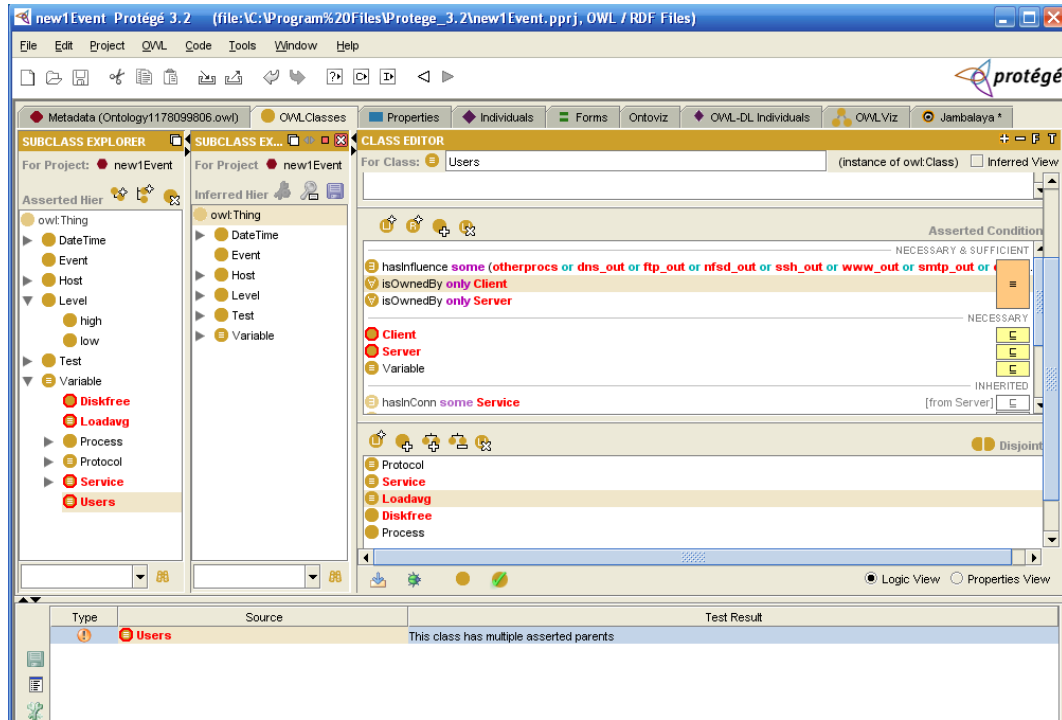 new1Event Protégé 3.2 (file:\C:\Program%20Files\Protege_3.2\new1Event.pprj, OWL / RDF Files)
File Edit Project OWL Code Tools Window Help
protégé
Metadata (Ontology1178099806.owl) OWLClasses Properties Individuals Forms Ontoviz OWL-DL Individuals OWLViz Jambalaya *
SUBCLASS EXPLORER
For Project: new1Event
Asserted Hier
owl:Thing
DateTime
Event
Host
Level
high
low
Test
Variable
Diskfree
Loadavg
Process
Protocol
Service
Users
SUBCLASS EX...
For Project new1Event
Inferred Hier
owl:Thing
DateTime
Event
Host
Level
Test
Variable
CLASS EDITOR
For Class: Users (instance of owl:Class) Inferred View
Asserted Condition
NECESSARY & SUFFICIENT
hasInfluence some (otherprocs or dns_out or ftp_out or nfsd_out or ssh_out or www_out or smtp_out or
isOwnedBy only Client
isOwnedBy only Server
NECESSARY
Client
Server
Variable
INHERITED
hasInConn some Service [from Server]
Disjoint
Protocol
Service
Loadavg
Diskfree
Process
Logic View Properties View
Type Source Test Result
Users This class has multiple asserted parents